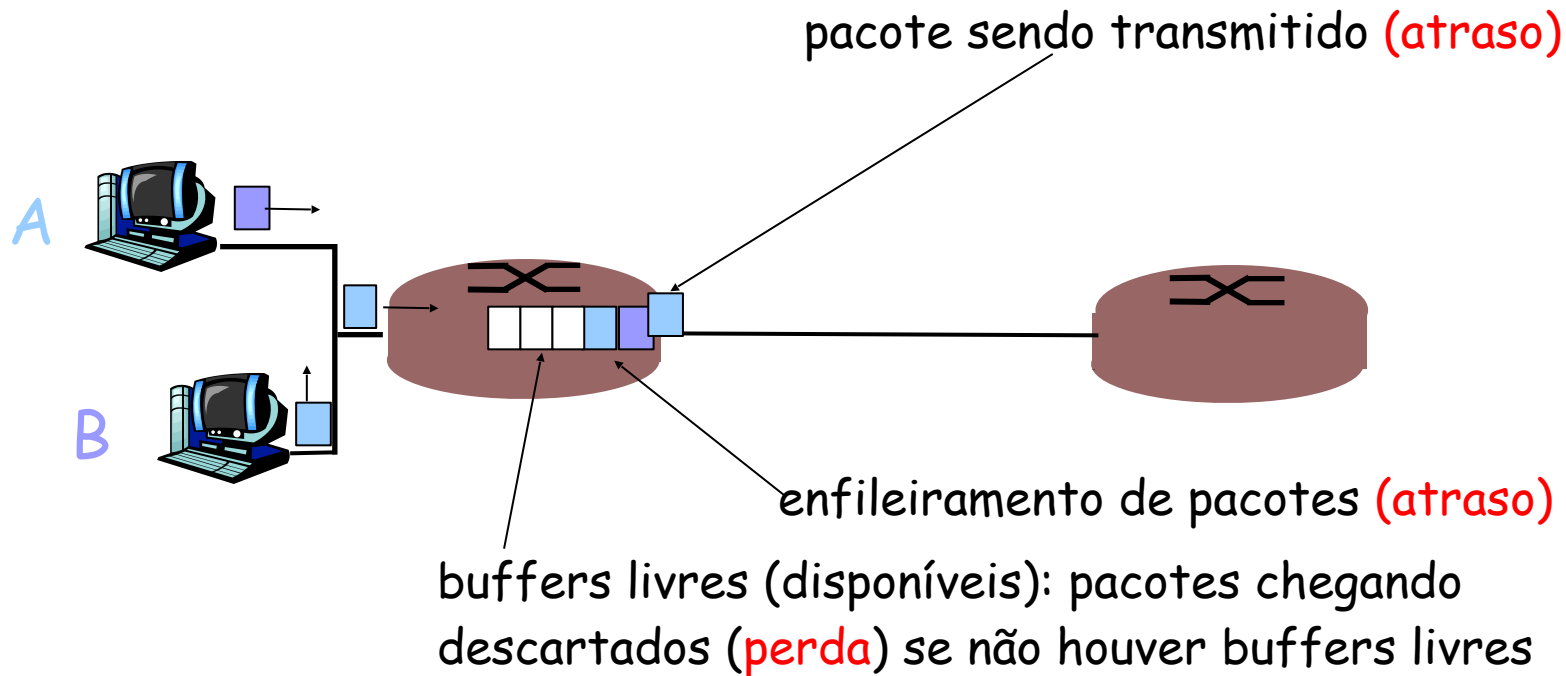 pacote sendo transmitido (atraso)
A
B
enfileiramento de pacotes (atraso)
buffers livres (disponíveis): pacotes chegando
descartados (perda) se não houver buffers livres